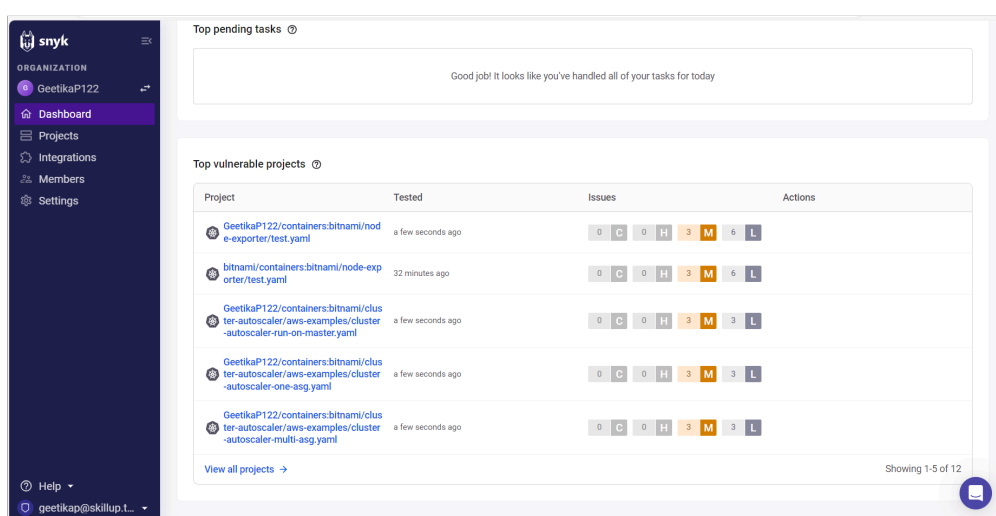 snyk
ORGANIZATION
G GeetikaP122
Dashboard
Projects
Integrations
Members
Settings
Help
geetikap@skillup.t...
Top pending tasks
Good job! It looks like you've handled all of your tasks for today
Top vulnerable projects
Project Tested Issues Actions
GeetikaP122/containers:bitnami/nod
e-exporter/test.yaml
a few seconds ago 0 C 0 H 3 M 6 L
bitnami/containers:bitnami/node-exp
orter/test.yaml
32 minutes ago 0 C 0 H 3 M 6 L
GeetikaP122/containers:bitnami/clus
ter-autoscaler/aws-examples/cluster
-autoscaler-run-on-master.yaml
a few seconds ago 0 C 0 H 3 M 3 L
GeetikaP122/containers:bitnami/clus
ter-autoscaler/aws-examples/cluster
-autoscaler-one-asg.yaml
a few seconds ago 0 C 0 H 3 M 3 L
GeetikaP122/containers:bitnami/clus
ter-autoscaler/aws-examples/cluster
-autoscaler-multi-asg.yaml
a few seconds ago 0 C 0 H 3 M 3 L
View all projects → Showing 1-5 of 12